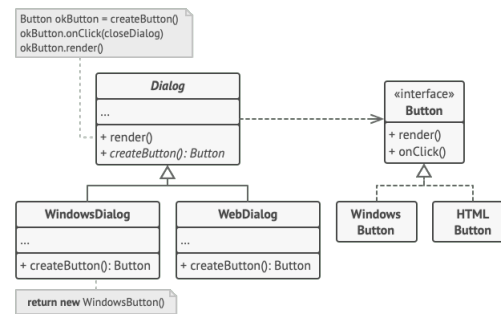 Button okButton = createButton()
okButton.onClick(closeDialog)
okButton.render()
Dialog
...
+ render()
+ createButton(): Button
«interface»
Button
+ render()
+ onClick()
WindowsDialog
...
+ createButton(): Button
WebDialog
...
+ createButton(): Button
Windows
Button
HTML
Button
return new WindowsButton()